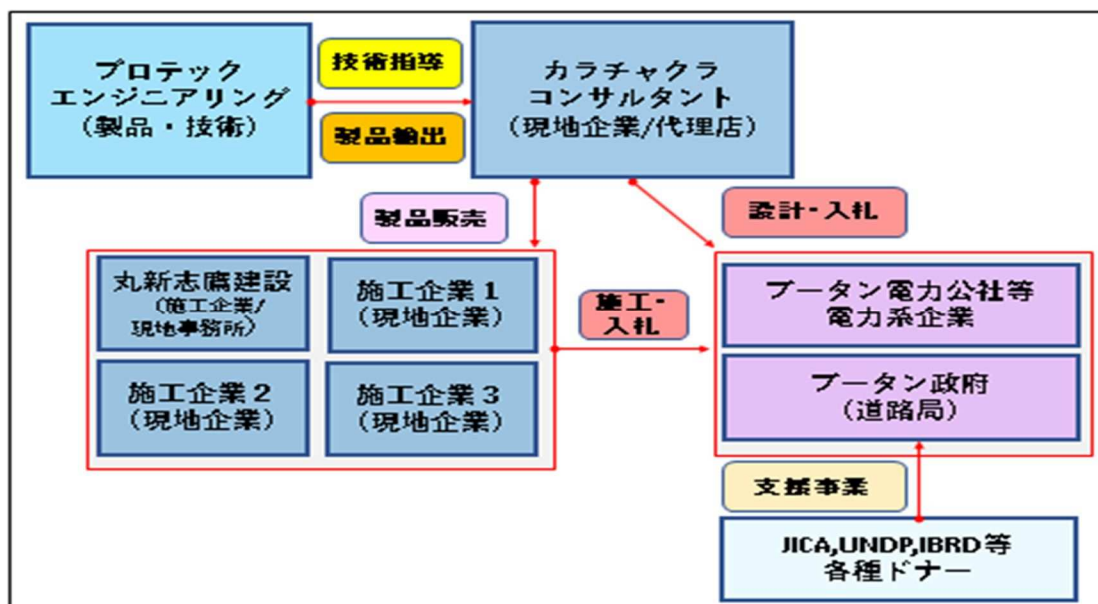 プロテック
エンジニアリング
（製品・技術）
技術指導
製品輸出
カラチャクラ
コンサルタント
（現地企業/代理店）
製品販売
設計・入札
丸新志鷹建設
（施工企業/
現地事務所）
施工企業１
（現地企業）
施工企業２
（現地企業）
施工企業３
（現地企業）
施工・
入札
ブータン電力公社等
電力系企業
ブータン政府
（道路局）
支援事業
JICA,UNDP,IBRD等
各種ドナー